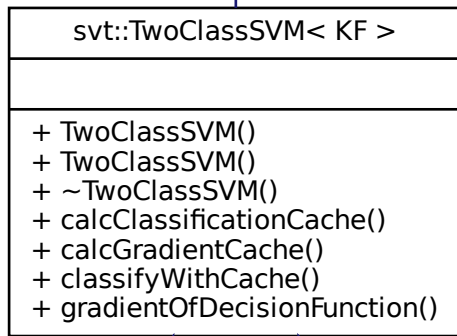 svt::TwoClassSVM< KF >
+ TwoClassSVM()
+ TwoClassSVM()
+ ~TwoClassSVM()
+ calcClassificationCache()
+ calcGradientCache()
+ classifyWithCache()
+ gradientOfDecisionFunction()